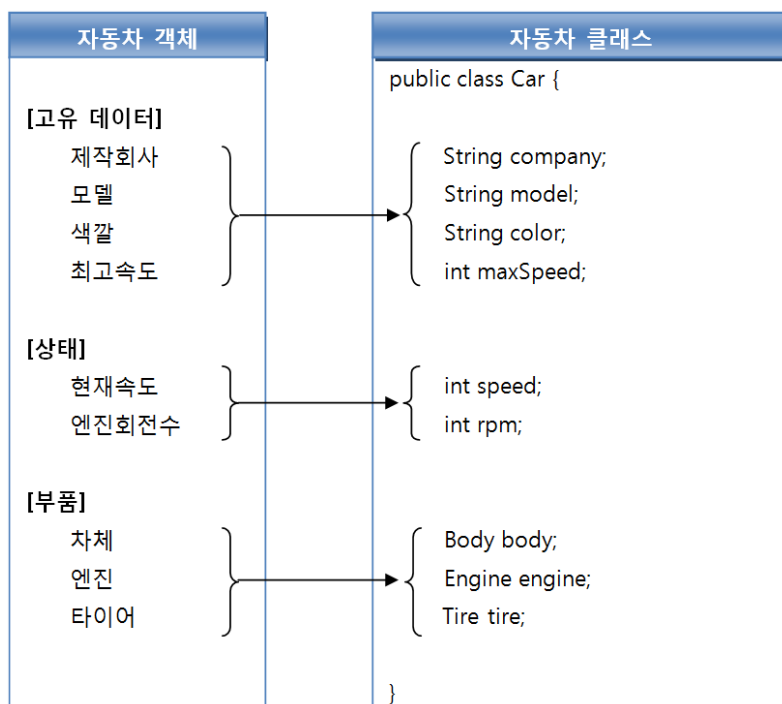 자동차 객체
[고유 데이터]
제작회사
모델
색깔
최고속도
[상태]
현재속도
엔진회전수
[부품]
차체
엔진
타이어
자동차 클래스
public class Car {
String company;
String model;
String color;
int maxSpeed;
int speed;
int rpm;
Body body;
Engine engine;
Tire tire;
}